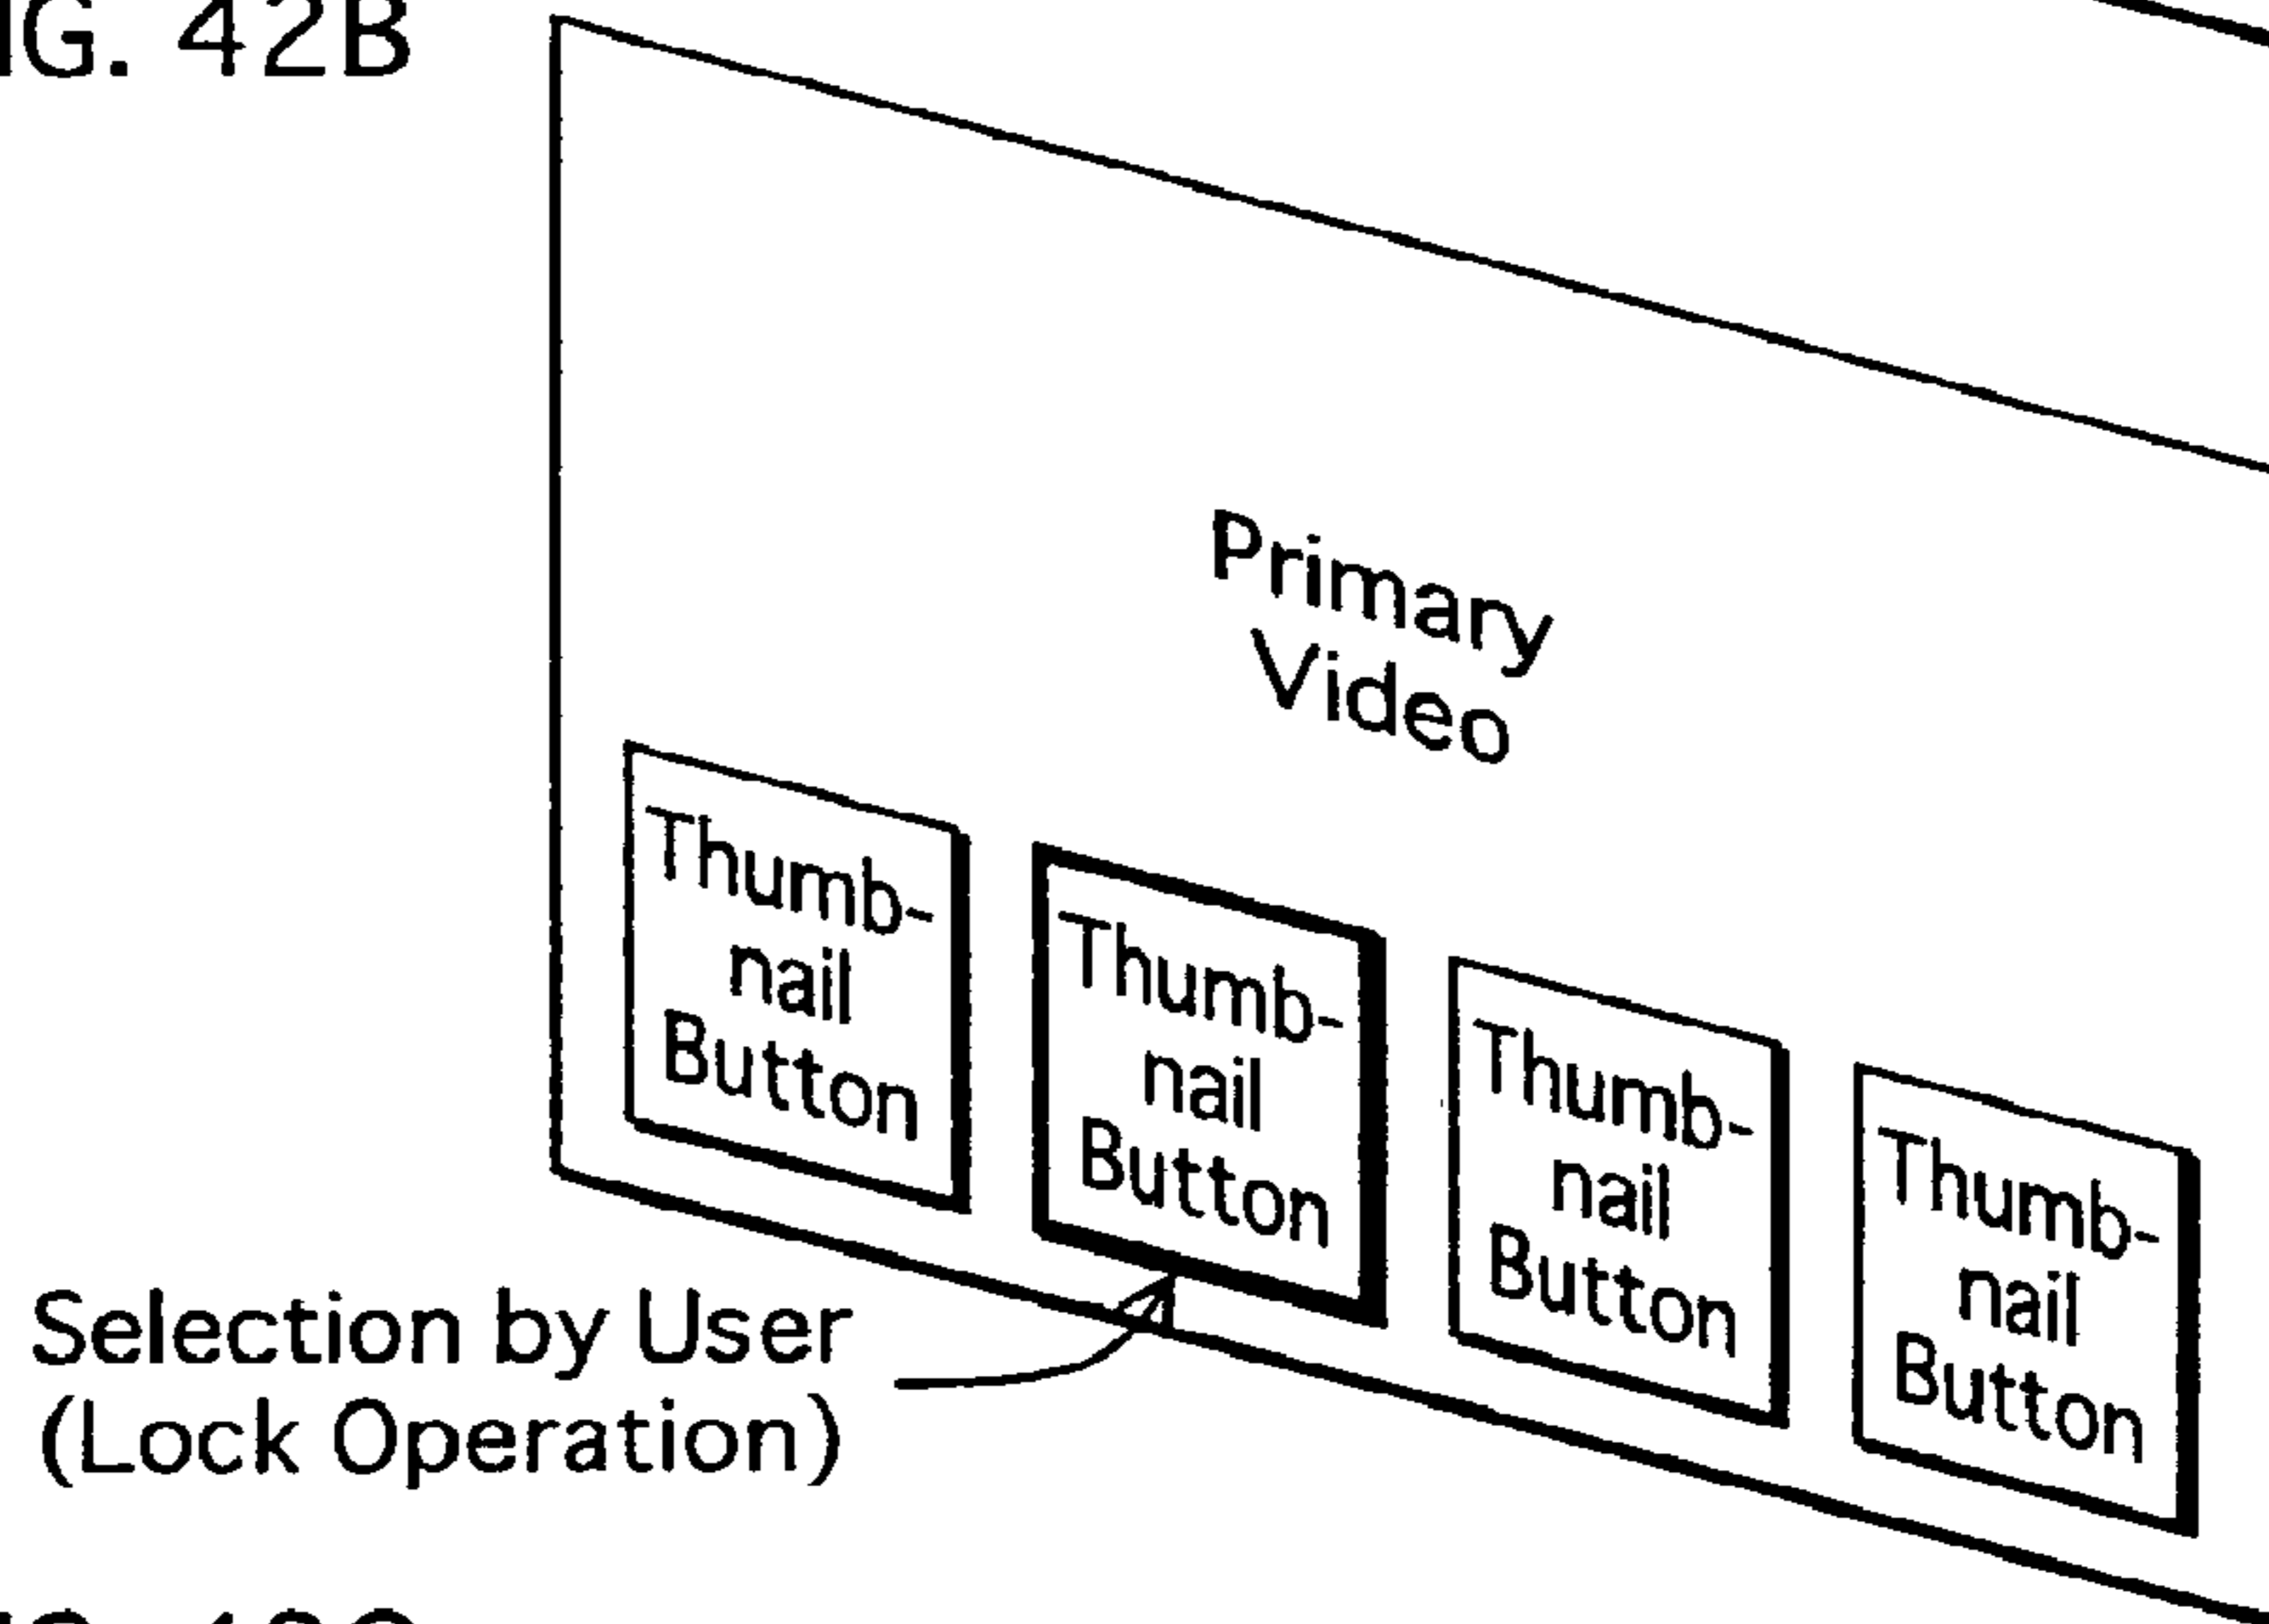 IG. 42B
Primary
Video
Thumb-
nail
Button
Thumb-
nail
Button
Thumb-
nail
Button
Thumb-
nail
Button
Selection by User
(Lock Operation)